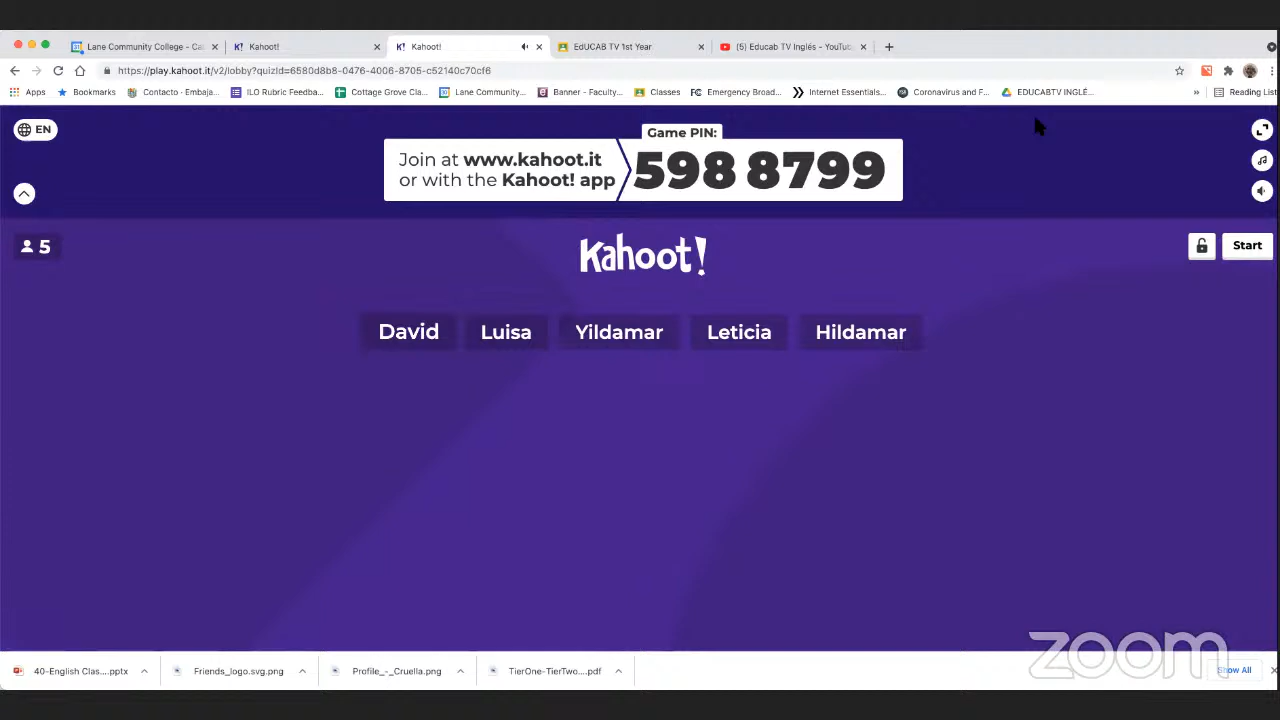 Lane Community College - Ca
Kahoot!
Kahoot!
EdUCAB TV 1st Year
(5) Educab TV Inglés - YouTub
https://play.kahoot.it/v2/lobby?quizId=6580d8b8-0476-4006-8705-c52140c70cf6
Apps
Bookmarks
Contacto - Embaja...
ILO Rubric Feedba...
Cottage Grove Cla...
Lane Community...
Banner - Faculty...
Classes
FC
Emergency Broad...
Internet Essentials...
Coronavirus and F...
EDUCABTV INGLÉ...
»
Reading List
EN
Join at www.kahoot.it
or with the Kahoot! app
Game PIN:
598 8799
5
Kahoot!
Start
David
Luisa
Yildamar
Leticia
Hildamar
40-English Clas....pptx
Friends_logo.svg.png
Profile_-_Cruella.png
TierOne-TierTwo....pdf
Show All
zoom